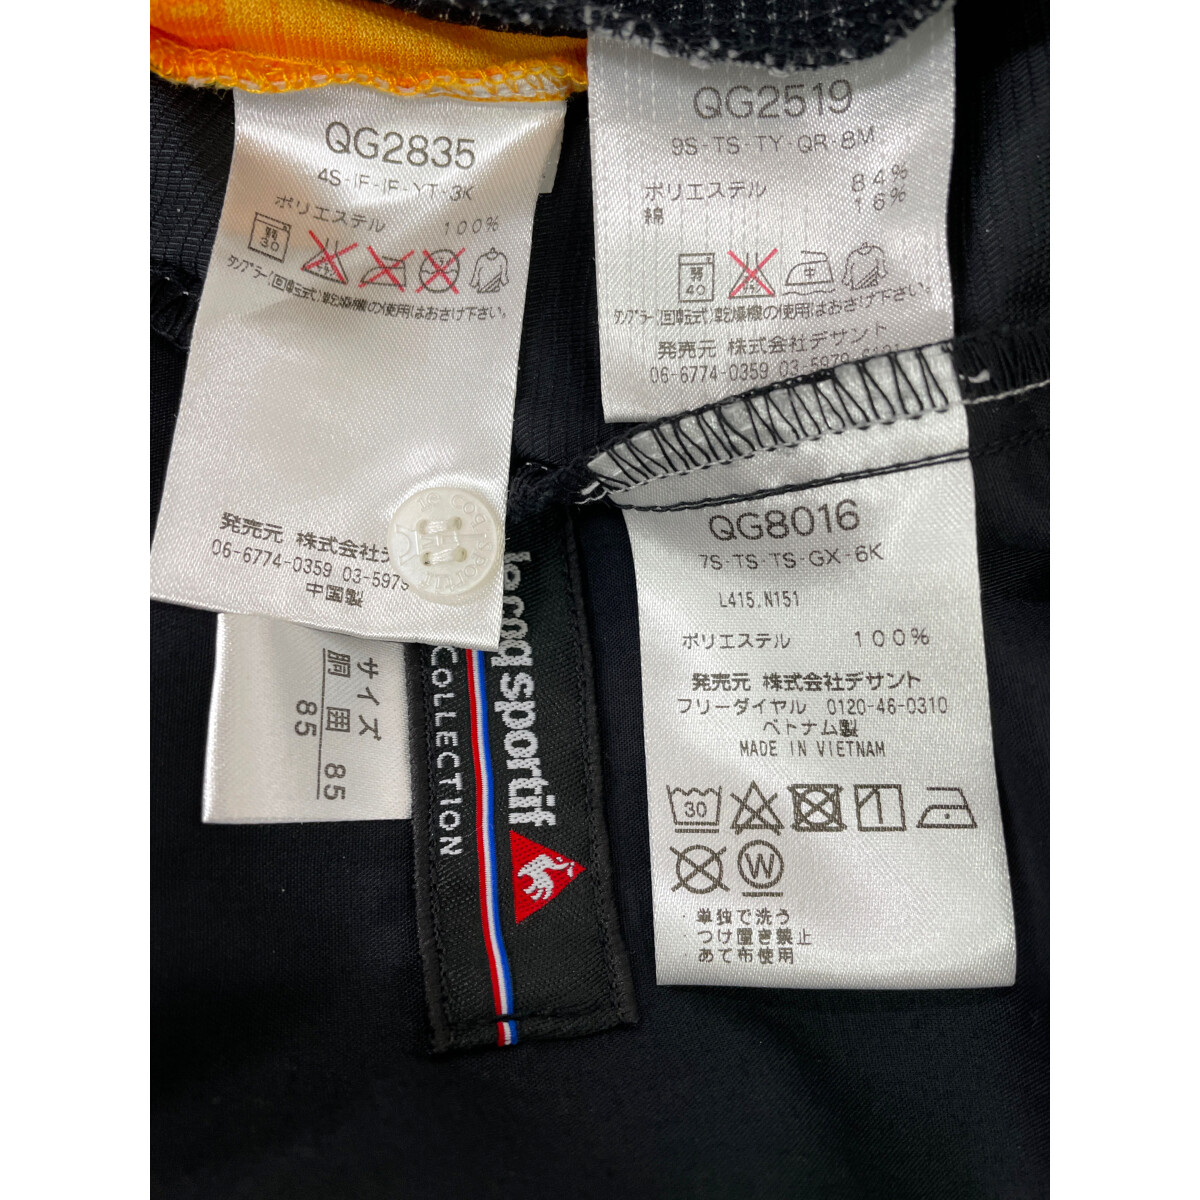 QG2835
4S-IF-IF-YT-3K
ポリエステル 100%
弱
30
タンブラー(回転式)乾燥機の使用はおさけ下さい。
発売元 株式会社デ
06-6774-0359 03-5979
中国製
le coq sportif
サイズ
胴囲 85
85
le coq sportif
COLLECTION
QG2519
9S-TS-TY-QR-8M
ポリエステル 84%
綿 16%
弱
40
中
タンブラー(回転式)乾燥機の使用はおさけ下さい。
発売元 株式会社デサント
06-6774-0359 03-5979
QG8016
7S-TS-TS-GX-6K
L415.N151
ポリエステル 100%
発売元 株式会社デサント
フリーダイヤル 0120-46-0310
ベトナム製
MADE IN VIETNAM
30
W
・単独で洗う
・つけ置き禁止
・あて布使用